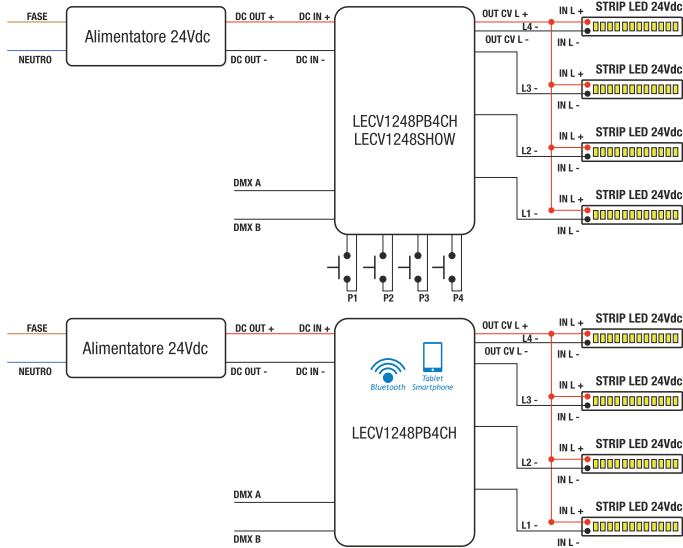 FASE
Alimentatore 24Vdc
DC OUT +
DC IN +
OUT CV L +
IN L +
STRIP LED 24Vdc
L4 -
NEUTRO
DC OUT -
DC IN -
OUT CV L -
IN L -
IN L +
STRIP LED 24Vdc
L3 -
IN L -
LECV1248PB4CH
LECV1248SHOW
IN L +
STRIP LED 24Vdc
L2 -
IN L -
DMX A
IN L +
STRIP LED 24Vdc
L1 -
DMX B
IN L -
P1
P2
P3
P4
FASE
Alimentatore 24Vdc
DC OUT +
DC IN +
OUT CV L +
IN L +
STRIP LED 24Vdc
L4 -
NEUTRO
DC OUT -
DC IN -
OUT CV L -
IN L -
Bluetooth
Tablet
Smartphone
IN L +
STRIP LED 24Vdc
L3 -
IN L -
LECV1248PB4CH
IN L +
STRIP LED 24Vdc
L2 -
IN L -
DMX A
IN L +
STRIP LED 24Vdc
L1 -
DMX B
IN L -